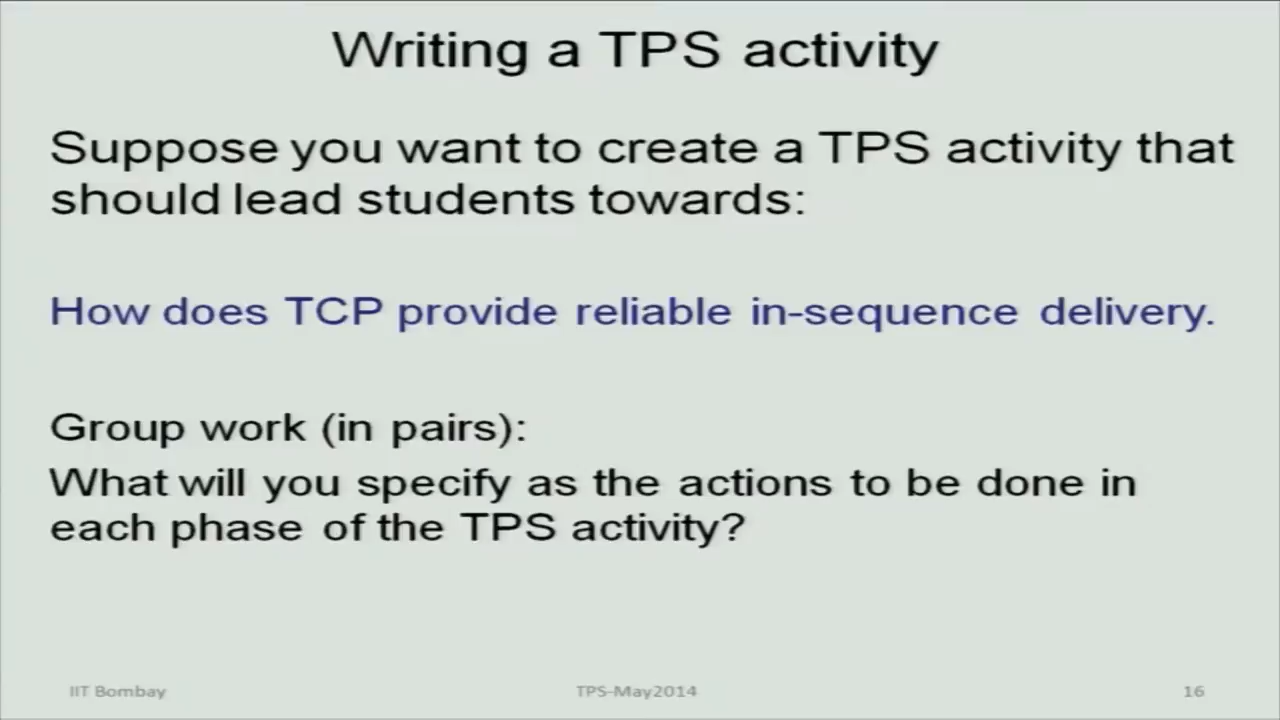 Writing a TPS activity
Suppose you want to create a TPS activity that
should lead students towards:
How does TCP provide reliable in-sequence delivery.
Group work (in pairs):
What will you specify as the actions to be done in
each phase of the TPS activity?
IIT Bombay
TPS-May2014
16